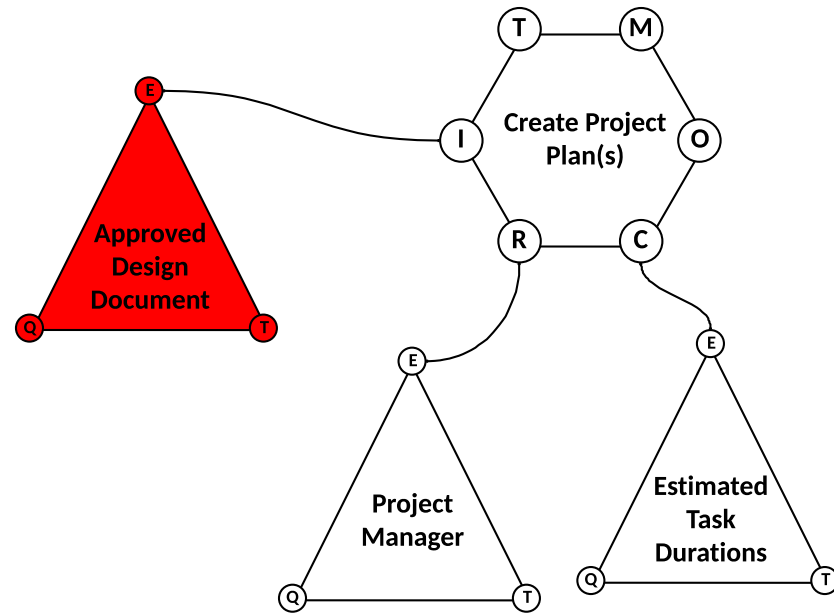 T
M
E
I
Create Project
Plan(s)
O
Approved
Design
Document
R
C
Q
T
E
E
Project
Manager
Estimated
Task
Durations
Q
T
Q
T